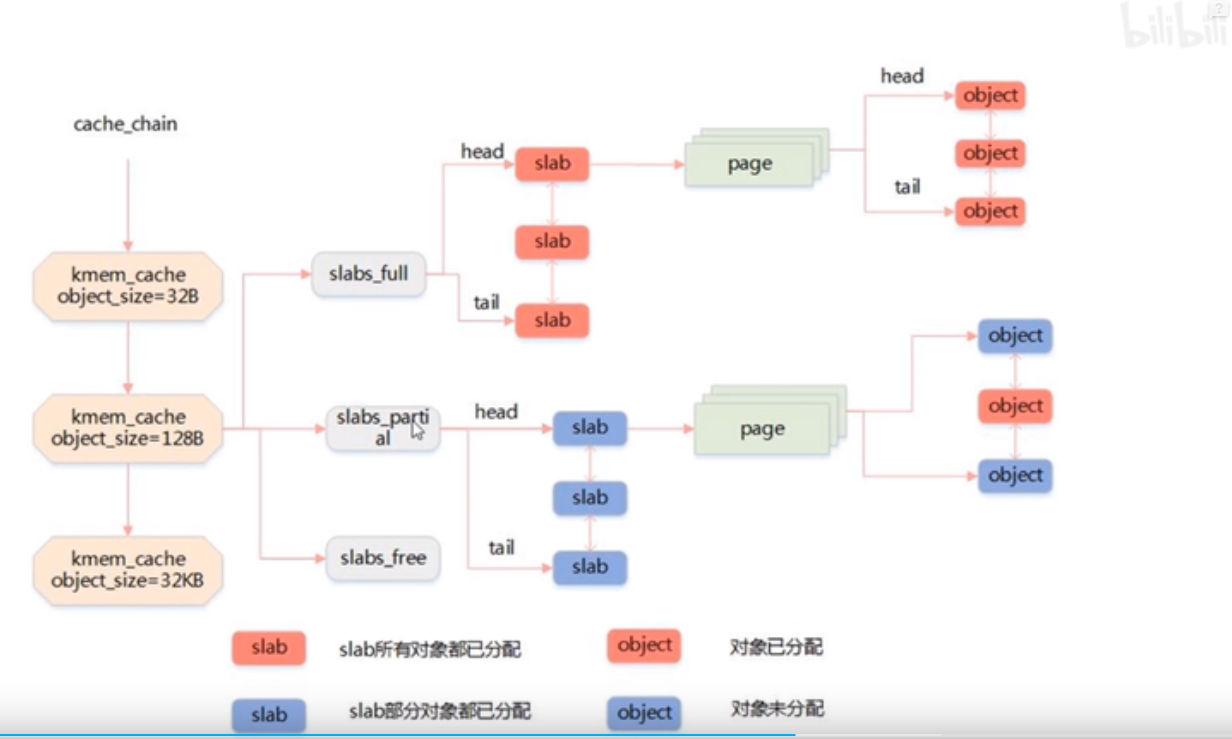 bilibili
?
cache_chain
kmem_cache
object_size=32B
kmem_cache
object_size=128B
kmem_cache
object_size=32KB
slabs_full
slabs_parti
al
slabs_free
head
tail
slab
slab
slab
page
head
tail
object
object
object
head
tail
slab
slab
slab
page
object
object
object
slab
slab所有对象都已分配
object
对象已分配
slab
slab部分对象都已分配
object
对象未分配